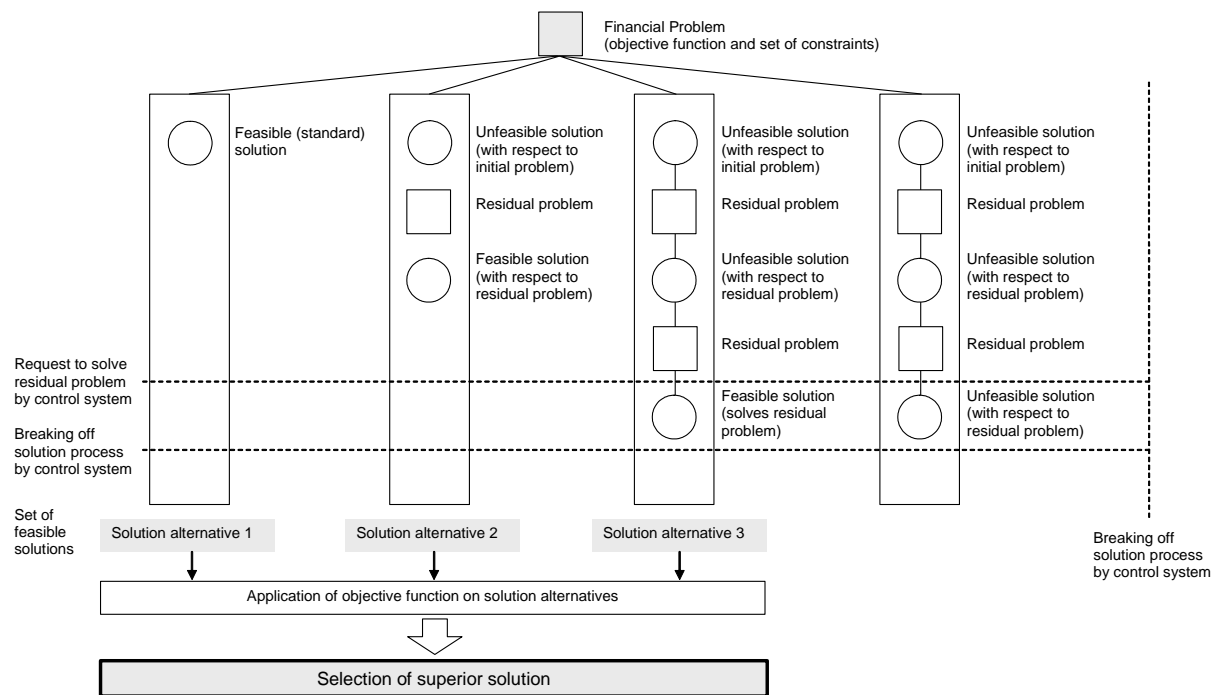 Financial Problem
(objective function and set of constraints)
Feasible (standard)
solution
Unfeasible solution
(with respect to
initial problem)
Residual problem
Feasible solution
(with respect to
residual problem)
Unfeasible solution
(with respect to
initial problem)
Residual problem
Unfeasible solution
(with respect to
residual problem)
Residual problem
Feasible solution
(solves residual
problem)
Unfeasible solution
(with respect to
initial problem)
Residual problem
Unfeasible solution
(with respect to
residual problem)
Residual problem
Unfeasible solution
(with respect to
residual problem)
Request to solve
residual problem
by control system
Breaking off
solution process
by control system
Set of
feasible
solutions
Solution alternative 1
Solution alternative 2
Solution alternative 3
Breaking off
solution process
by control system
Application of objective function on solution alternatives
Selection of superior solution